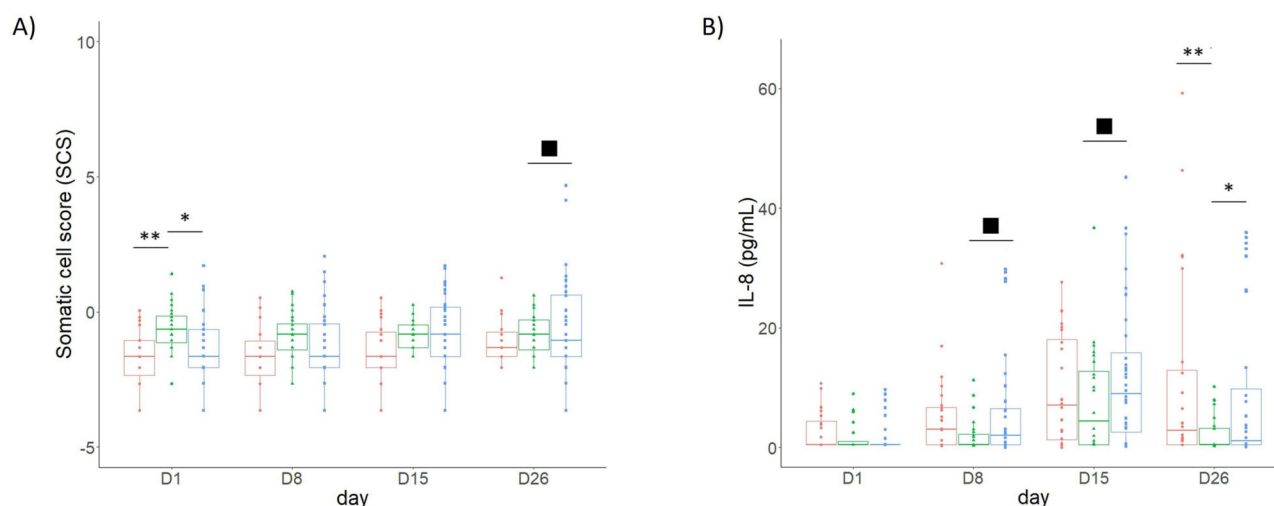 A)
Somatic cell score (SCS)
10
5
0
-5
**
*
■
D1
D8
D15
D26
day
B)
IL-8 (pg/mL)
60
40
20
0
■
■
**
*
D1
D8
D15
D26
day